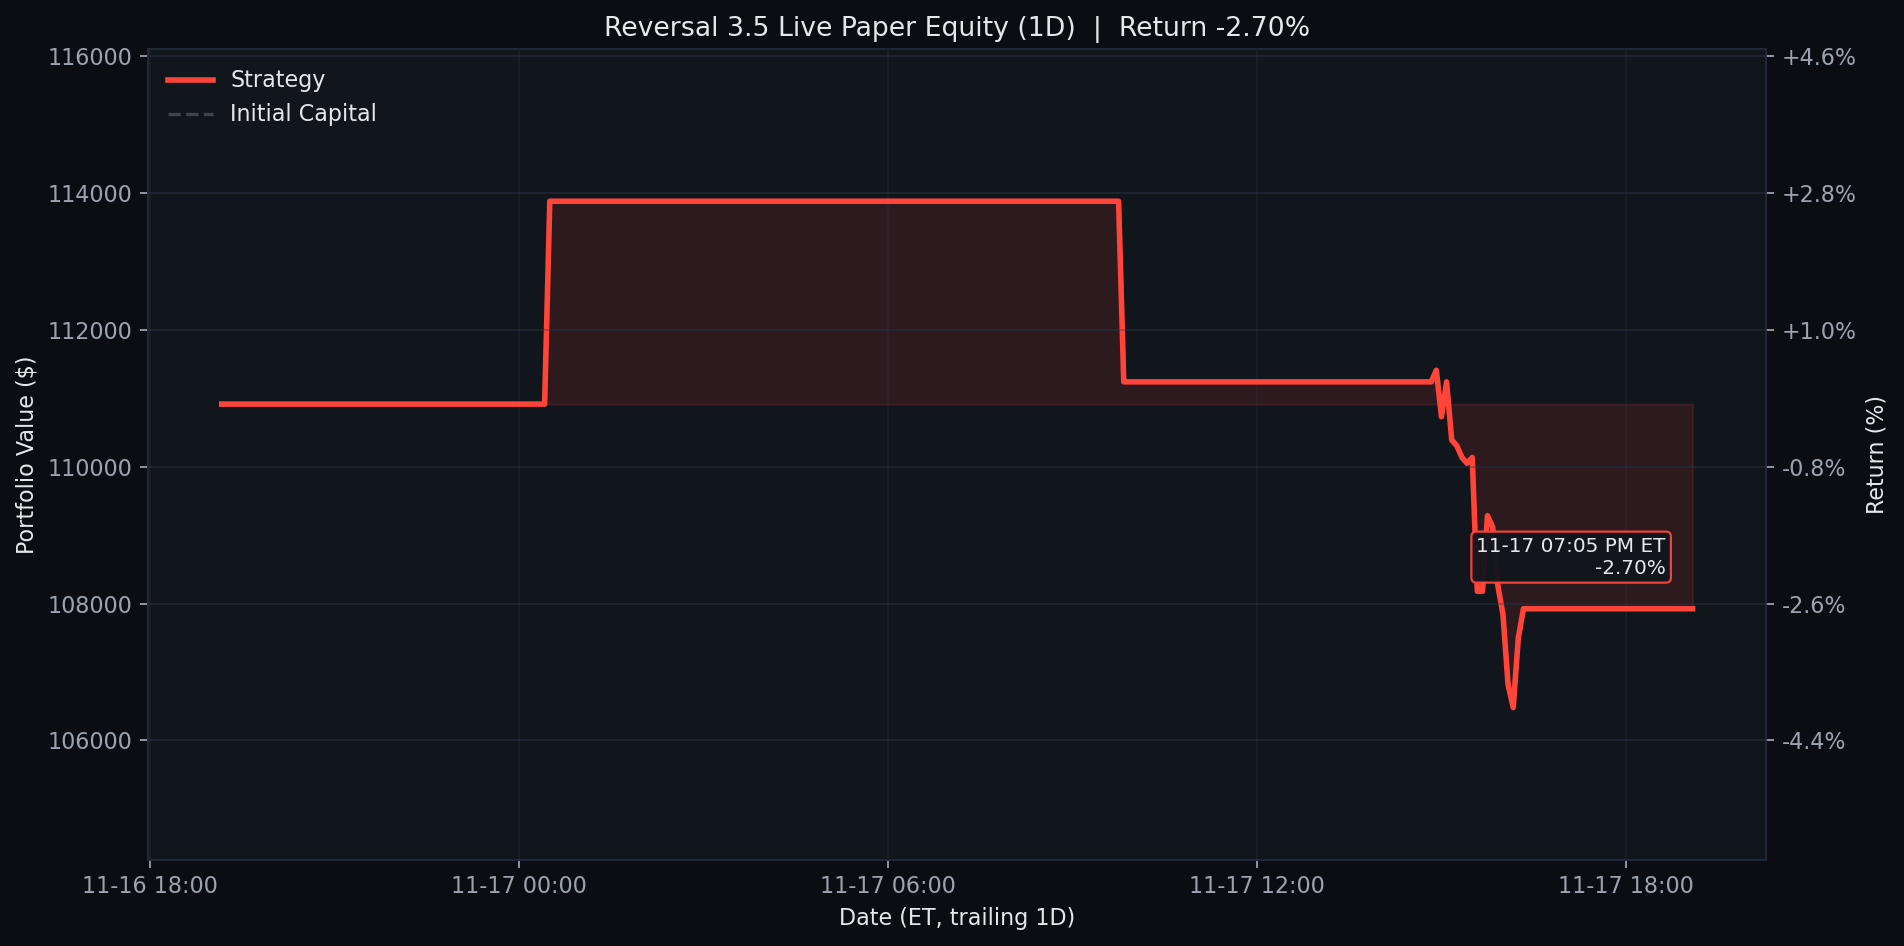 Reversal 3.5 Live Paper Equity (1D)  |  Return -2.70%
Strategy
Initial Capital
Portfolio Value ($)
116000
114000
112000
110000
108000
106000
+4.6%
+2.8%
+1.0%
-0.8%
-2.6%
-4.4%
Return (%)
11-17 07:05 PM ET
-2.70%
11-16 18:00
11-17 00:00
11-17 06:00
11-17 12:00
11-17 18:00
Date (ET, trailing 1D)